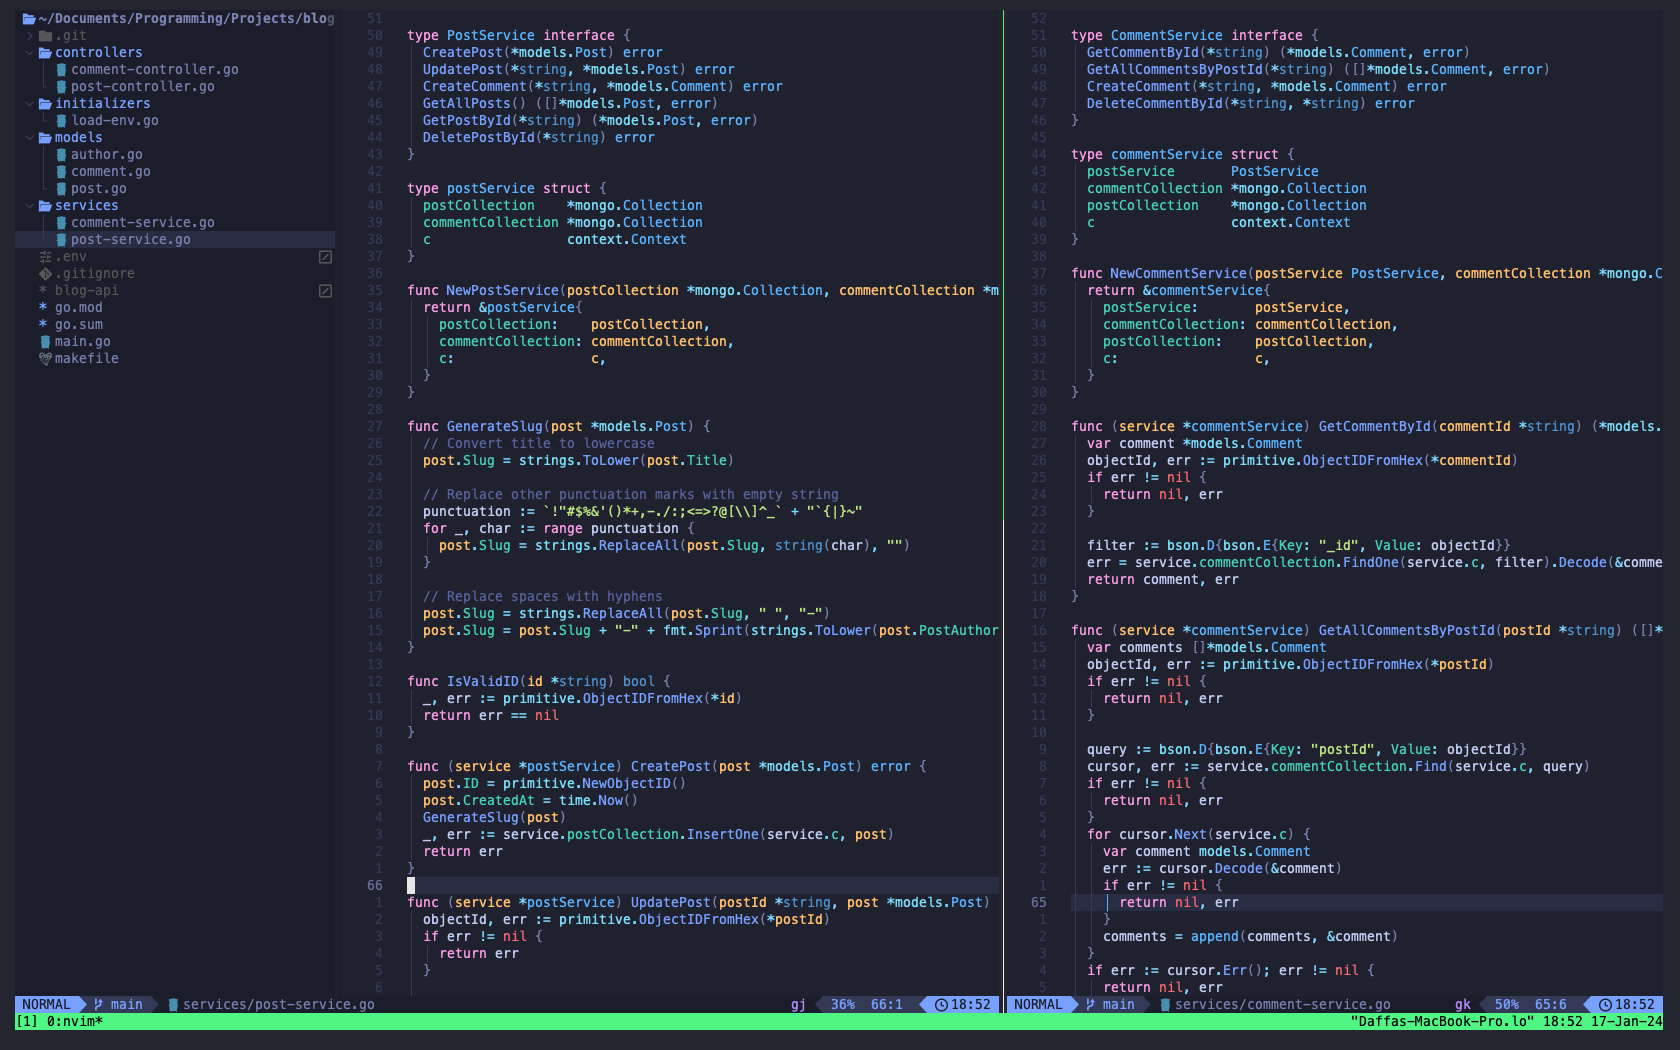 ~/Documents/Programming/Projects/blog
.git
controllers
comment-controller.go
post-controller.go
initializers
load-env.go
models
author.go
comment.go
post.go
services
comment-service.go
post-service.go
.env
.gitignore
* blog-api
* go.mod
* go.sum
main.go
makefile
51
50 type PostService interface {
49 CreatePost(*models.Post) error
48 UpdatePost(*string, *models.Post) error
47 CreateComment(*string, *models.Comment) error
46 GetAllPosts() ([]*models.Post, error)
45 GetPostById(*string) (*models.Post, error)
44 DeletePostById(*string) error
43 }
42
41 type postService struct {
40 postCollection *mongo.Collection
39 commentCollection *mongo.Collection
38 c context.Context
37 }
36
35 func NewPostService(postCollection *mongo.Collection, commentCollection *m
34 return &postService{
33 postCollection: postCollection,
32 commentCollection: commentCollection,
31 c: c,
30 }
29 }
28
27 func GenerateSlug(post *models.Post) {
26 // Convert title to lowercase
25 post.Slug = strings.ToLower(post.Title)
24
23 // Replace other punctuation marks with empty string
22 punctuation := `!"#$%&'()*+,-./:;<=>?@[\\]^_` + "`{|}~"
21 for _, char := range punctuation {
20 post.Slug = strings.ReplaceAll(post.Slug, string(char), "")
19 }
18
17 // Replace spaces with hyphens
16 post.Slug = strings.ReplaceAll(post.Slug, " ", "-")
15 post.Slug = post.Slug + "-" + fmt.Sprint(strings.ToLower(post.PostAuthor
14 }
13
12 func IsValidID(id *string) bool {
11 _, err := primitive.ObjectIDFromHex(*id)
10 return err == nil
9 }
8
7 func (service *postService) CreatePost(post *models.Post) error {
6 post.ID = primitive.NewObjectID()
5 post.CreatedAt = time.Now()
4 GenerateSlug(post)
3 _, err := service.postCollection.InsertOne(service.c, post)
2 return err
1 }
66
1 func (service *postService) UpdatePost(postId *string, post *models.Post)
2 objectId, err := primitive.ObjectIDFromHex(*postId)
3 if err != nil {
4 return err
5 }
6
NORMAL main services/post-service.go gj 36% 66:1 18:52
52
51 type CommentService interface {
50 GetCommentById(*string) (*models.Comment, error)
49 GetAllCommentsByPostId(*string) ([]*models.Comment, error)
48 CreateComment(*string, *models.Comment) error
47 DeleteCommentById(*string, *string) error
46 }
45
44 type commentService struct {
43 postService PostService
42 commentCollection *mongo.Collection
41 postCollection *mongo.Collection
40 c context.Context
39 }
38
37 func NewCommentService(postService PostService, commentCollection *mongo.C
36 return &commentService{
35 postService: postService,
34 commentCollection: commentCollection,
33 postCollection: postCollection,
32 c: c,
31 }
30 }
29
28 func (service *commentService) GetCommentById(commentId *string) (*models.
27 var comment *models.Comment
26 objectId, err := primitive.ObjectIDFromHex(*commentId)
25 if err != nil {
24 return nil, err
23 }
22
21 filter := bson.D{bson.E{Key: "_id", Value: objectId}}
20 err = service.commentCollection.FindOne(service.c, filter).Decode(&comme
19 return comment, err
18 }
17
16 func (service *commentService) GetAllCommentsByPostId(postId *string) ([]*
15 var comments []*models.Comment
14 objectId, err := primitive.ObjectIDFromHex(*postId)
13 if err != nil {
12 return nil, err
11 }
10
9 query := bson.D{bson.E{Key: "postId", Value: objectId}}
8 cursor, err := service.commentCollection.Find(service.c, query)
7 if err != nil {
6 return nil, err
5 }
4 for cursor.Next(service.c) {
3 var comment models.Comment
2 err := cursor.Decode(&comment)
1 if err != nil {
65 return nil, err
1 }
2 comments = append(comments, &comment)
3 }
4 if err := cursor.Err(); err != nil {
5 return nil, err
NORMAL main services/comment-service.go gk 50% 65:6 18:52
[1] 0:nvim* "Daffas-MacBook-Pro.lo" 18:52 17-Jan-24